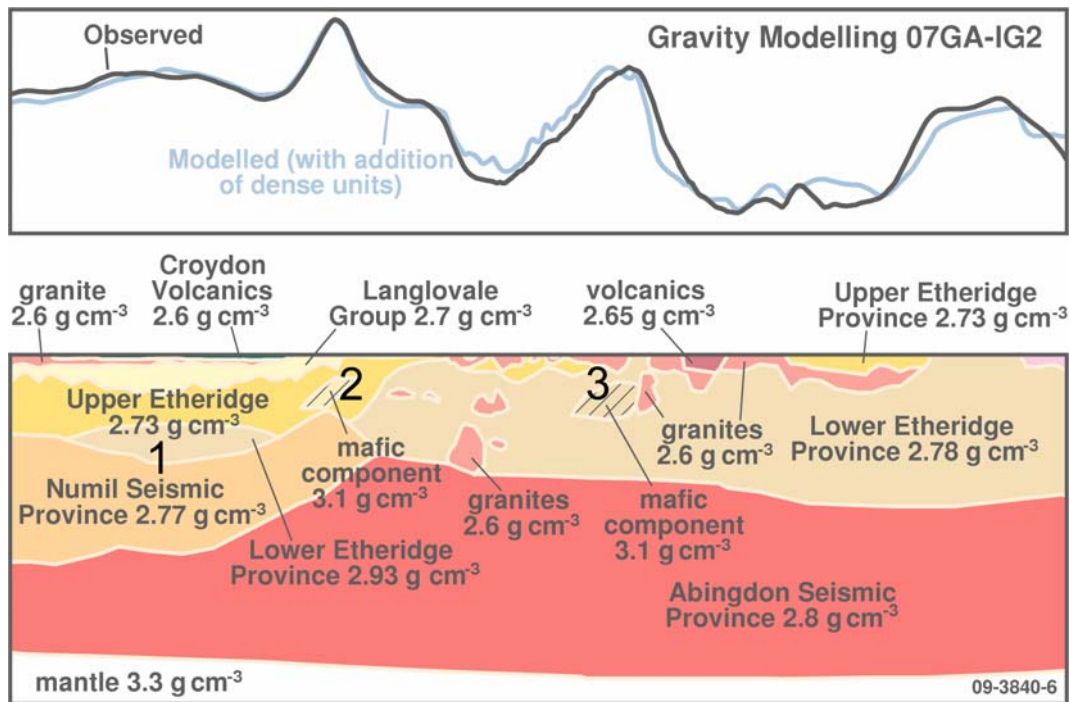 Gravity Modelling 07GA-IG2
Observed
Modelled (with addition
of dense units)
granite
2.6 g cm-3
Croydon
Volcanics
2.6 g cm-3
Langlovale
Group 2.7 g cm-3
volcanics
2.65 g cm-3
Upper Etheridge
Province 2.73 g cm-3
Upper Etheridge
2.73 g cm-3
1
2
3
Numil Seismic
Province 2.77 g cm-3
mafic
component
3.1 g cm-3
Lower Etheridge
Province 2.93 g cm-3
granites
2.6 g cm-3
mafic
component
3.1 g cm-3
granites
2.6 g cm-3
Lower Etheridge
Province 2.78 g cm-3
Abingdon Seismic
Province 2.8 g cm-3
mantle 3.3 g cm-3
09-3840-6